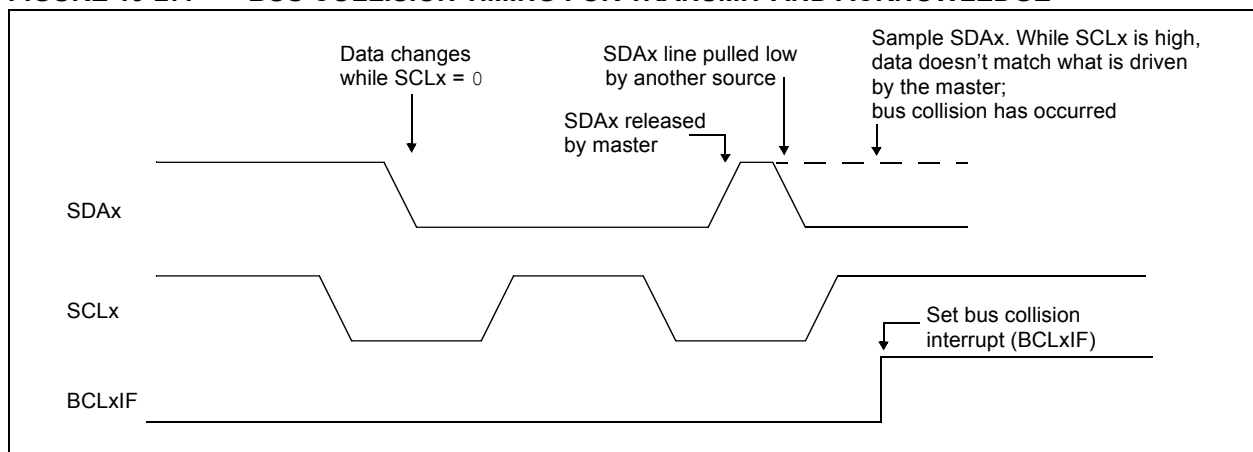 Data changes
while SCLx = 0
SDAx line pulled low
by another source
Sample SDAx. While SCLx is high,
data doesn't match what is driven
by the master;
bus collision has occurred
SDAx released
by master
SDAx
SCLx
Set bus collision
interrupt (BCLxIF)
BCLxIF